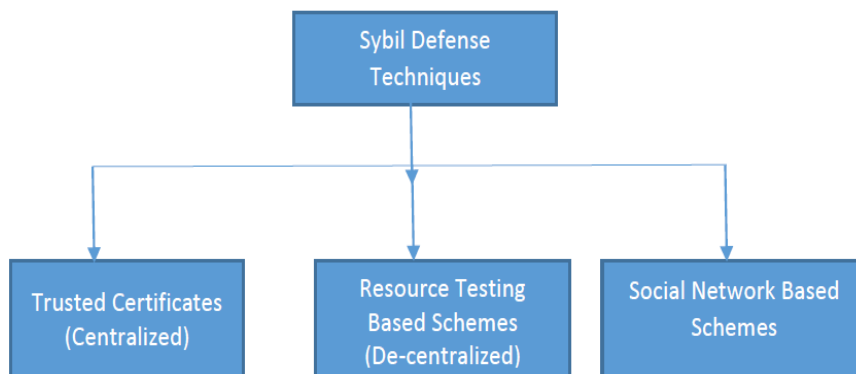 Sybil Defense
Techniques
Trusted Certificates
(Centralized)
Resource Testing
Based Schemes
(De-centralized)
Social Network Based
Schemes